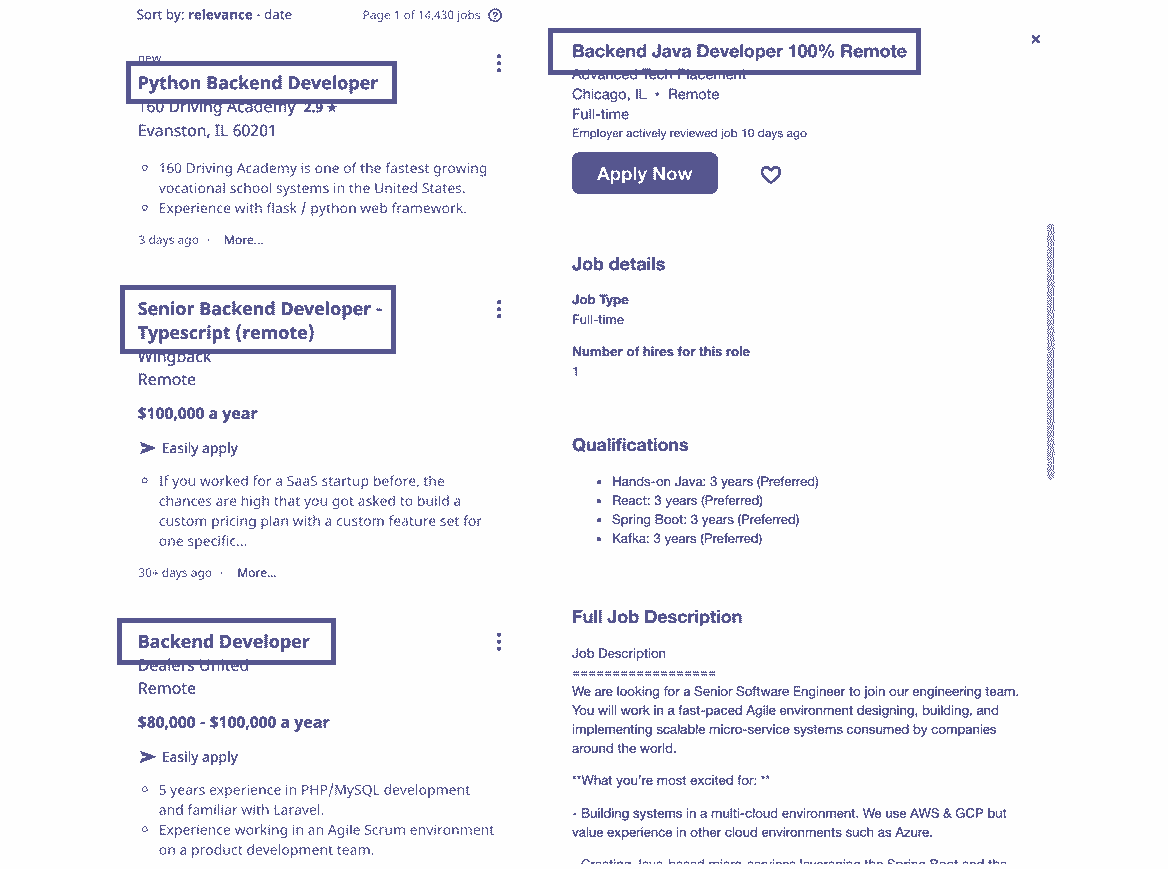 Sort by: relevance - date
Page 1 of 14,430 jobs
new
Python Backend Developer
160 Driving Academy 2.9 ★
Evanston, IL 60201
160 Driving Academy is one of the fastest growing
vocational school systems in the United States.
Experience with flask / python web framework.
3 days ago · More...
Senior Backend Developer -
Typescript (remote)
Wingback
Remote
$100,000 a year
Easily apply
If you worked for a SaaS startup before, the
chances are high that you got asked to build a
custom pricing plan with a custom feature set for
one specific...
30+ days ago · More...
Backend Developer
Dealers United
Remote
$80,000 - $100,000 a year
Easily apply
5 years experience in PHP/MySQL development
and familiar with Laravel.
Experience working in an Agile Scrum environment
on a product development team.
Backend Java Developer 100% Remote
Advanced Tech Placement
Chicago, IL • Remote
Full-time
Employer actively reviewed job 10 days ago
Apply Now
Job details
Job Type
Full-time
Number of hires for this role
1
Qualifications
• Hands-on Java: 3 years (Preferred)
• React: 3 years (Preferred)
• Spring Boot: 3 years (Preferred)
• Kafka: 3 years (Preferred)
Full Job Description
Job Description
==================
We are looking for a Senior Software Engineer to join our engineering team.
You will work in a fast-paced Agile environment designing, building, and
implementing scalable micro-service systems consumed by companies
around the world.
**What you're most excited for: **
- Building systems in a multi-cloud environment. We use AWS & GCP but
value experience in other cloud environments such as Azure.
- Creating Java-based micro-services leveraging the Spring Boot and the